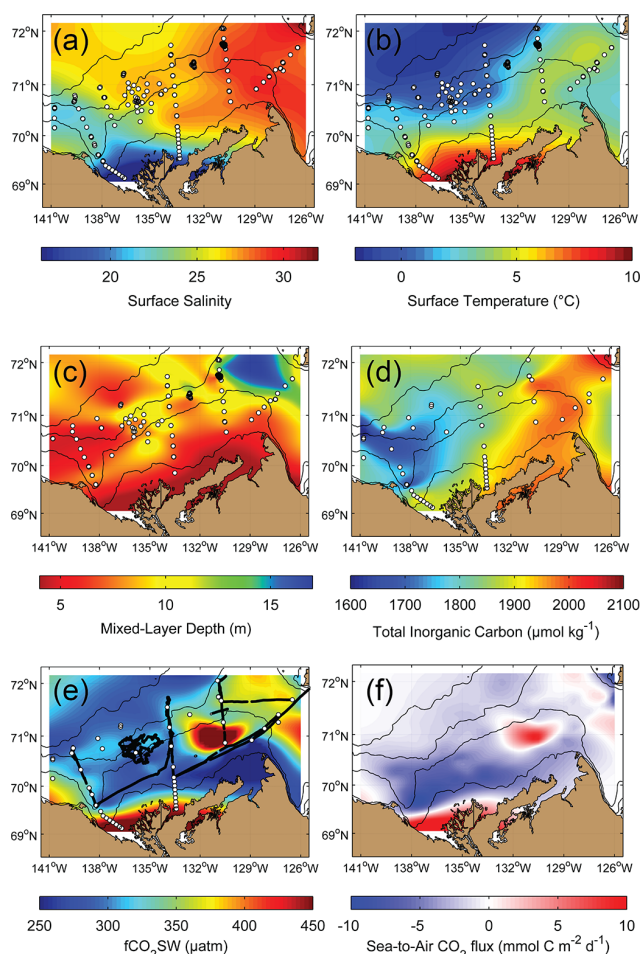 (a)
(b)
72°N
71°N
70°N
69°N
141°W 138°W 135°W 132°W 129°W 126°W
72°N
71°N
70°N
69°N
141°W 138°W 135°W 132°W 129°W 126°W
20 25 30
Surface Salinity
0 5 10
Surface Temperature (°C)
(c)
(d)
72°N
71°N
70°N
69°N
141°W 138°W 135°W 132°W 129°W 126°W
72°N
71°N
70°N
69°N
141°W 138°W 135°W 132°W 129°W 126°W
5 10 15
Mixed-Layer Depth (m)
1600 1700 1800 1900 2000 2100
Total Inorganic Carbon (µmol kg⁻¹)
(e)
(f)
72°N
71°N
70°N
69°N
141°W 138°W 135°W 132°W 129°W 126°W
72°N
71°N
70°N
69°N
141°W 138°W 135°W 132°W 129°W 126°W
250 300 350 400 450
fCO₂SW (µatm)
-10 -5 0 5 10
Sea-to-Air CO₂ flux (mmol C m⁻² d⁻¹)